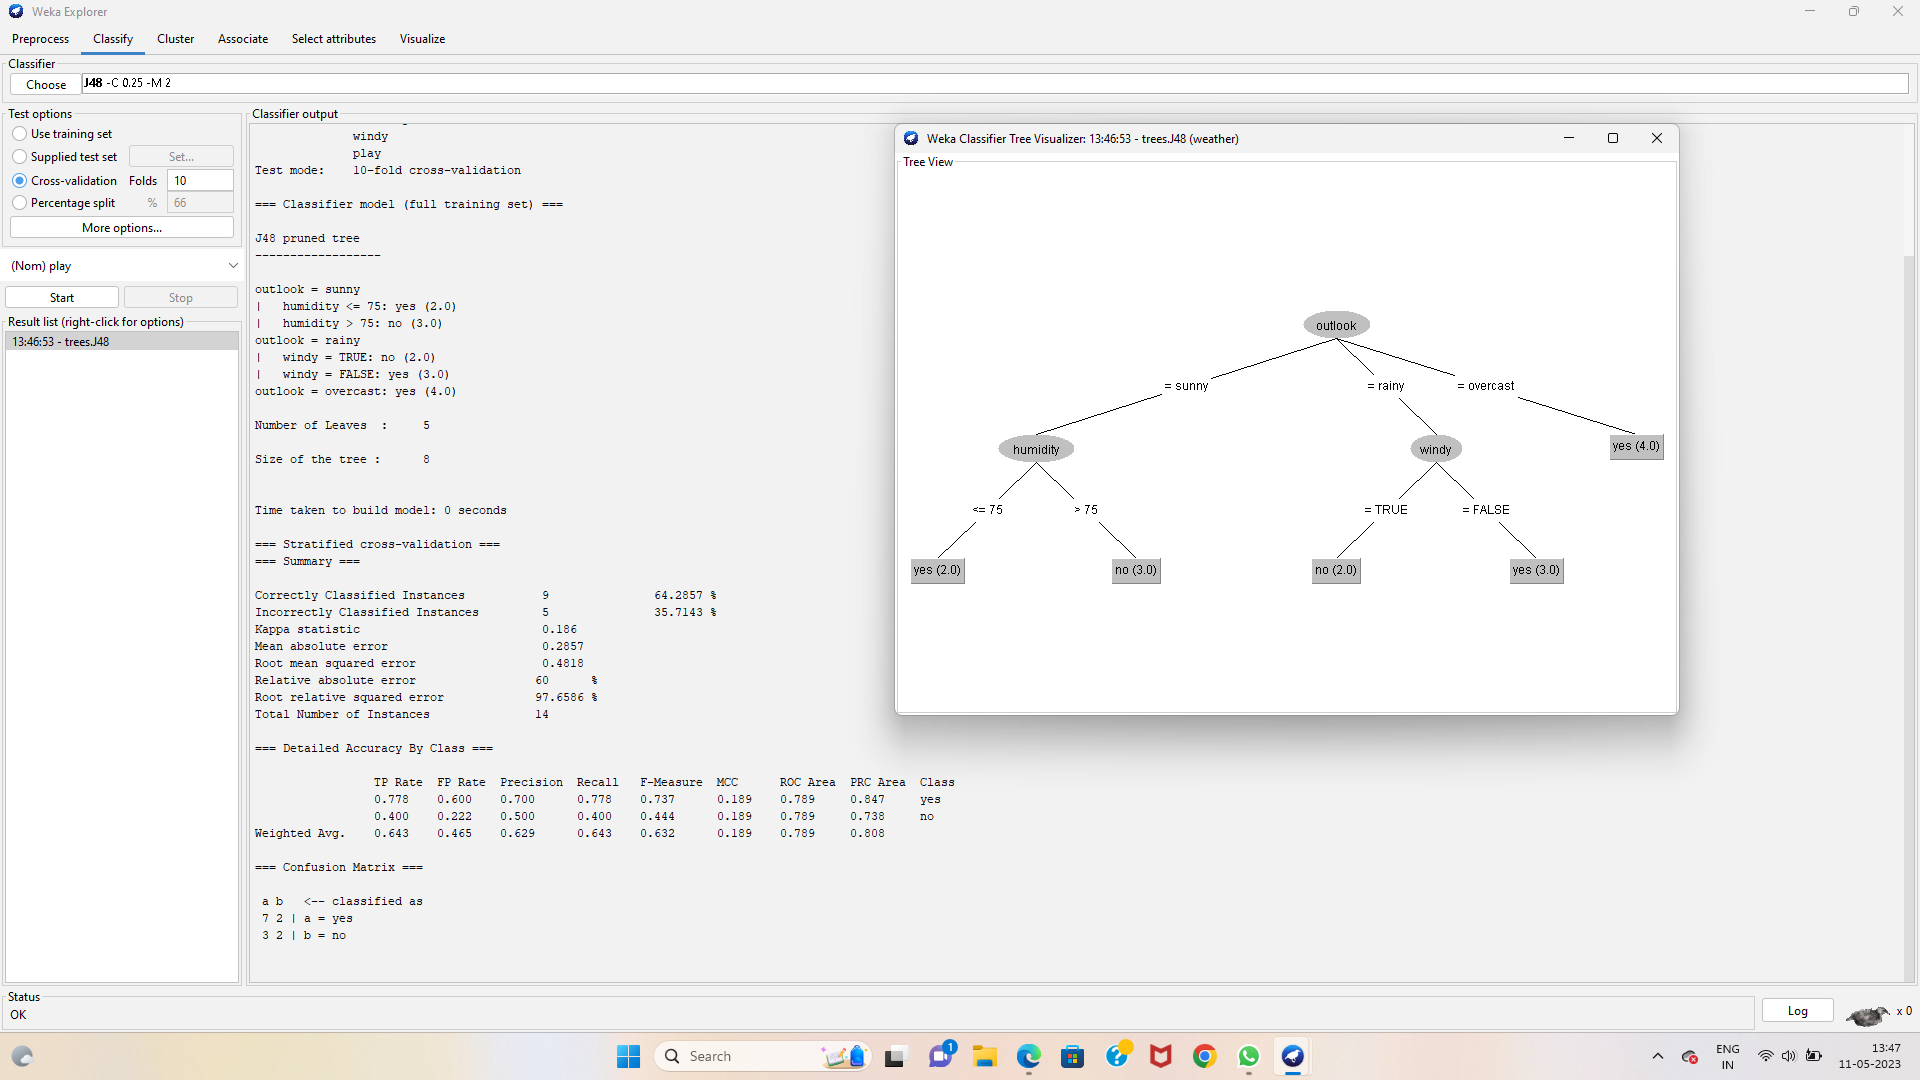 Weka Explorer
Preprocess Classify Cluster Associate Select attributes Visualize
Classifier
Choose J48 -C 0.25 -M 2
Test options
Use training set
Supplied test set Set...
Cross-validation Folds 10
Percentage split % 66
More options...
(Nom) play
Start Stop
Result list (right-click for options)
13:46:53 - trees.J48
Classifier output
windy
play
Test mode: 10-fold cross-validation
=== Classifier model (full training set) ===
J48 pruned tree
------------------
outlook = sunny
| humidity <= 75: yes (2.0)
| humidity > 75: no (3.0)
outlook = rainy
| windy = TRUE: no (2.0)
| windy = FALSE: yes (3.0)
outlook = overcast: yes (4.0)
Number of Leaves : 5
Size of the tree : 8
Time taken to build model: 0 seconds
=== Stratified cross-validation ===
=== Summary ===
Correctly Classified Instances 9 64.2857 %
Incorrectly Classified Instances 5 35.7143 %
Kappa statistic 0.186
Mean absolute error 0.2857
Root mean squared error 0.4818
Relative absolute error 60 %
Root relative squared error 97.6586 %
Total Number of Instances 14
=== Detailed Accuracy By Class ===
TP Rate FP Rate Precision Recall F-Measure MCC ROC Area PRC Area Class
0.778 0.600 0.700 0.778 0.737 0.189 0.789 0.847 yes
0.400 0.222 0.500 0.400 0.444 0.189 0.789 0.738 no
Weighted Avg. 0.643 0.465 0.629 0.643 0.632 0.189 0.789 0.808
=== Confusion Matrix ===
a b <-- classified as
7 2 | a = yes
3 2 | b = no
Weka Classifier Tree Visualizer: 13:46:53 - trees.J48 (weather)
Tree View
outlook
= sunny = rainy = overcast
humidity windy yes (4.0)
<= 75 > 75 = TRUE = FALSE
yes (2.0) no (3.0) no (2.0) yes (3.0)
Status
OK
Log x 0
Search
1
ENG
IN
13:47
11-05-2023